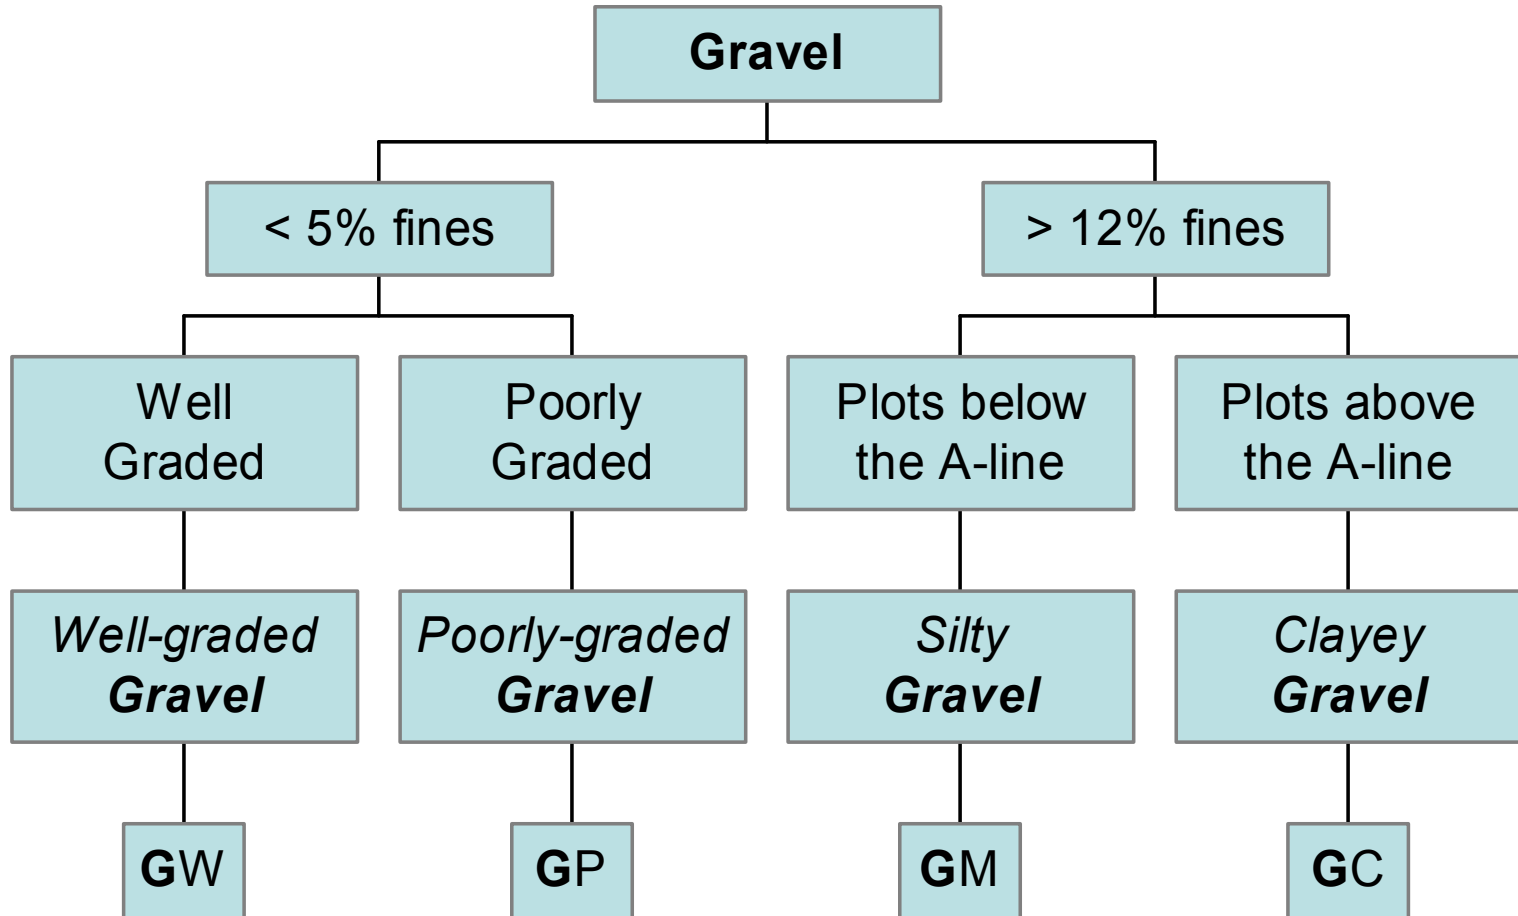 Gravel
< 5% fines
> 12% fines
Well
Graded
Poorly
Graded
Plots below
the A-line
Plots above
the A-line
Well-graded
Gravel
Poorly-graded
Gravel
Silty
Gravel
Clayey
Gravel
GW
GP
GM
GC